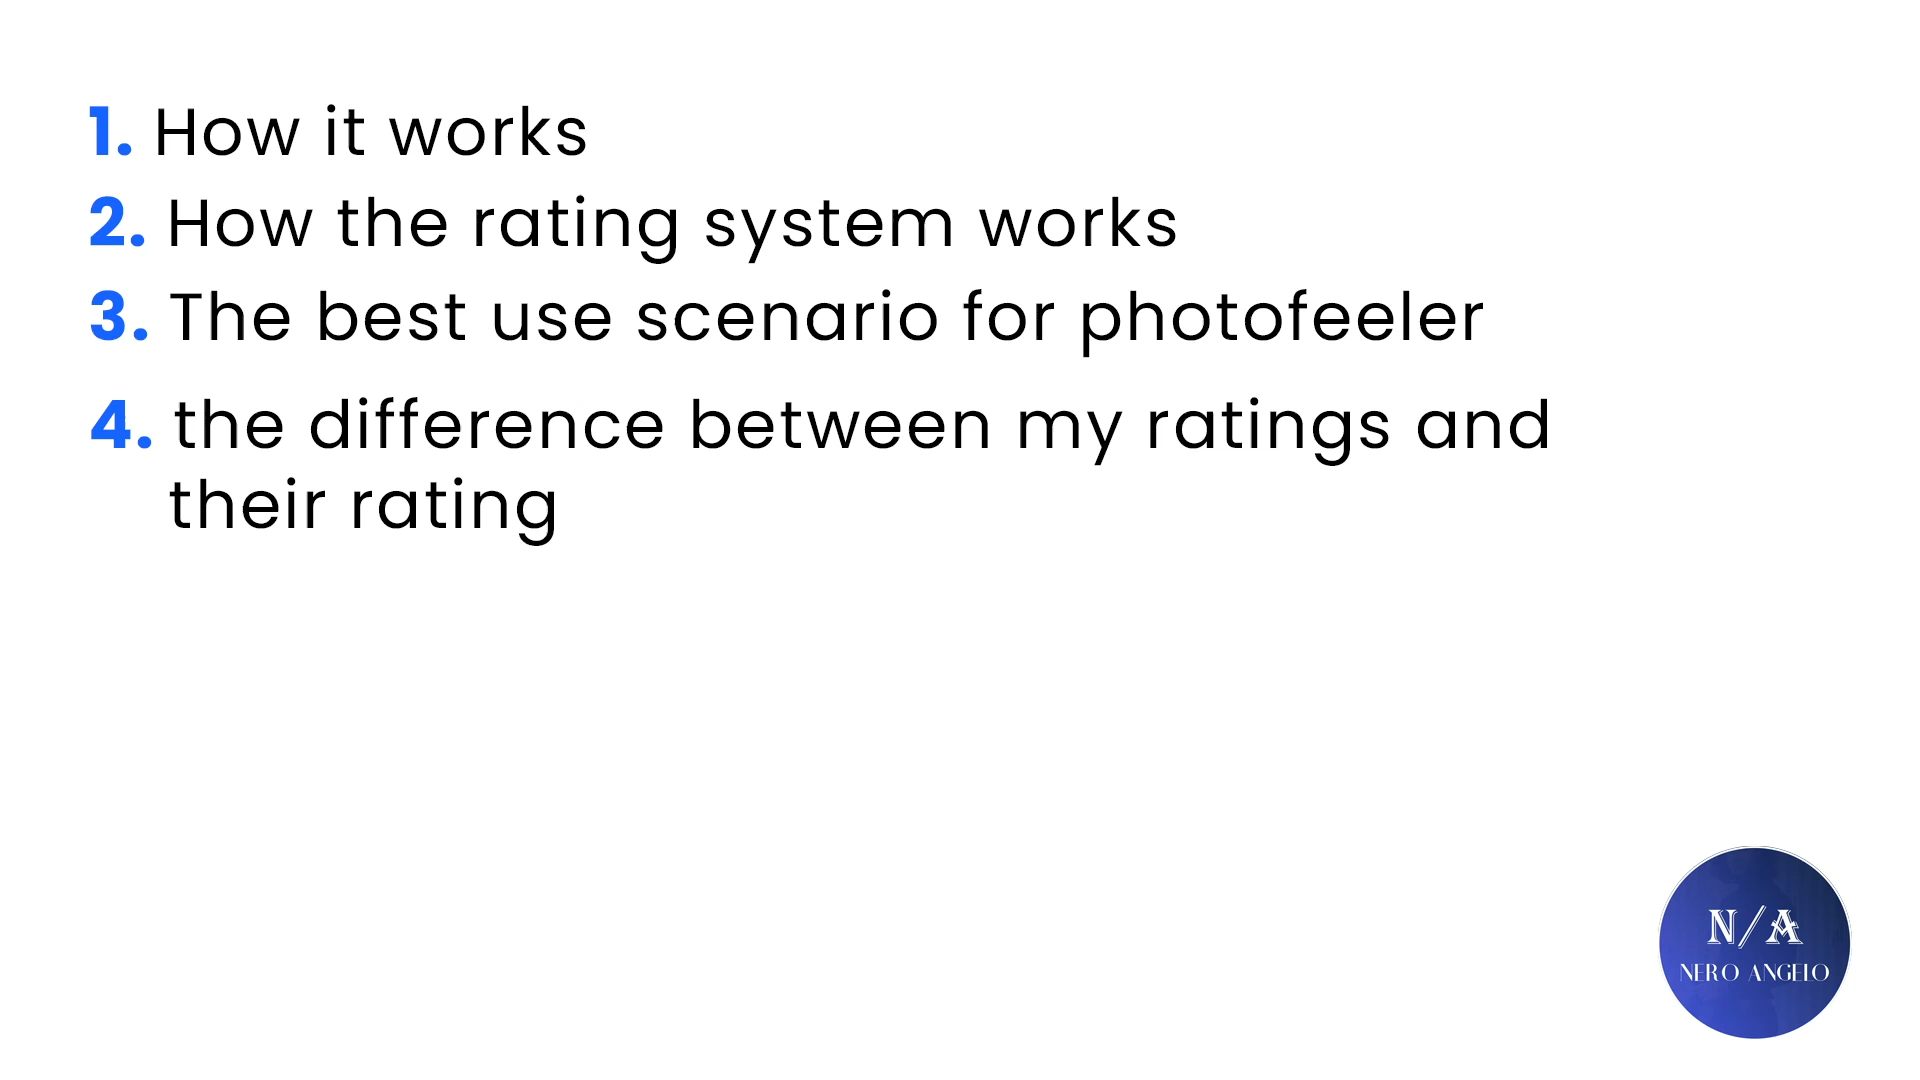 1. How it works
2. How the rating system works
3. The best use scenario for photofeeler
4. the difference between my ratings and
their rating
N/A
NERO ANGELO